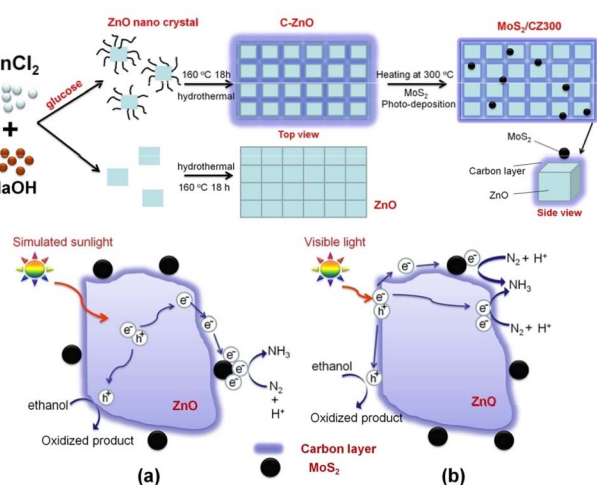 ZnO nano crystal
C-ZnO
MoS₂/CZ300
nCl₂
glucose
160 ºC 18h
hydrothermal
Heating at 300 ºC
MoS₂
Photo-deposition
+
aOH
Top view
hydrothermal
160 ºC 18 h
ZnO
MoS₂
Carbon layer
ZnO
Side view
Simulated sunlight
e⁻
e⁻
e⁻
h⁺
e⁻
e⁻
e⁻
h⁺
NH₃
N₂
+
H⁺
ethanol
ZnO
Oxidized product
Visible light
e⁻
e⁻
N₂ + H⁺
NH₃
e⁻
h⁺
e⁻
e⁻
N₂ + H⁺
h⁺
ethanol
ZnO
Oxidized product
Carbon layer
MoS₂
(a)
(b)